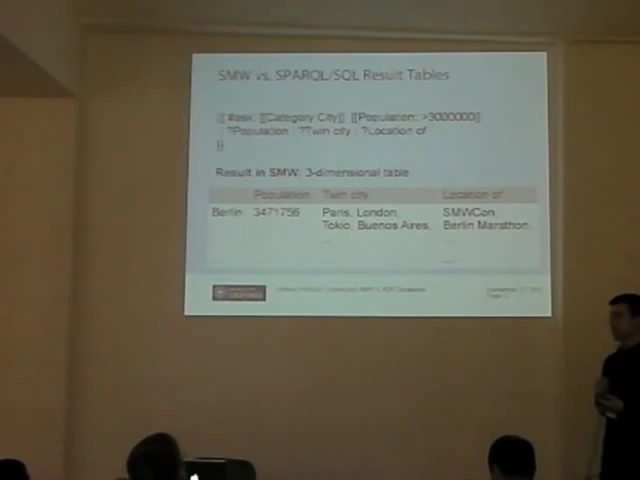 SMW vs. SPARQL/SQL Result Tables
{{ #ask: [[Category:City]] [[Population: >3000000]]
| ?Population | ?Twin city | ?Location of
}}
Result in SMW: 3-dimensional table
Population Twin city Location of
Berlin 3471756 Paris, London, SMWCon,
Tokio, Buenos Aires, Berlin Marathon,
... ...
... ... ...